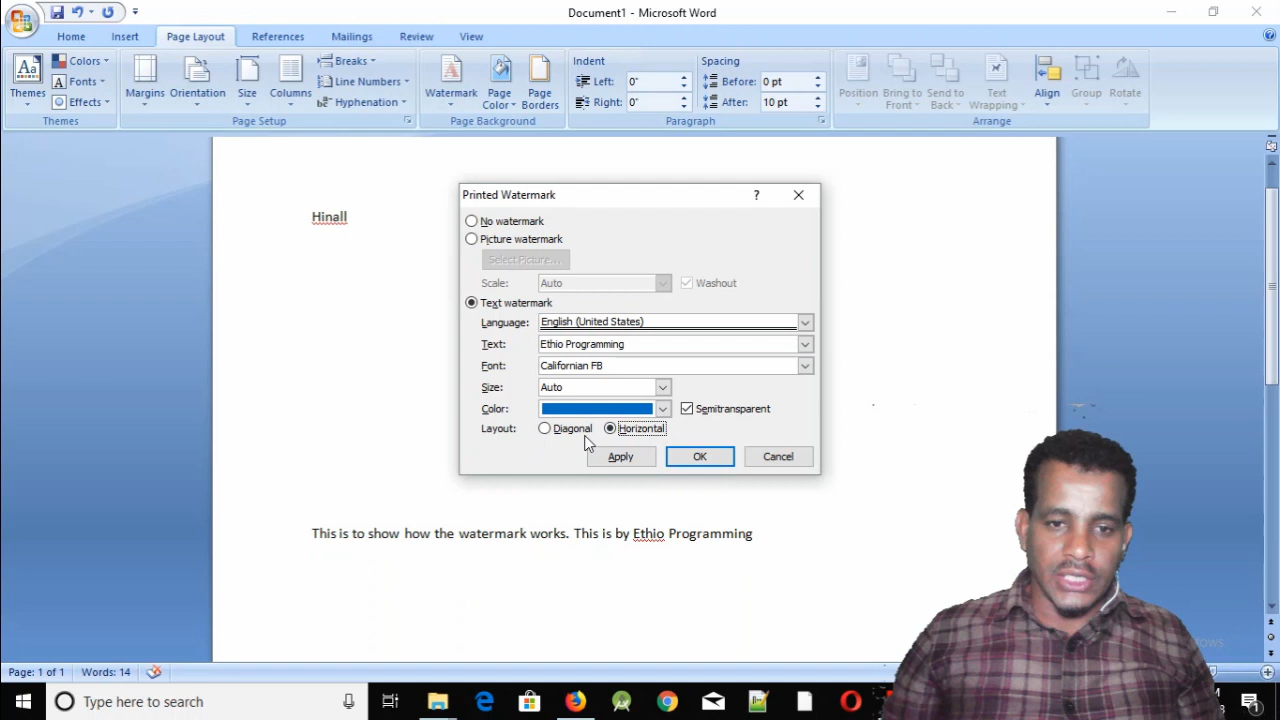 Document1 - Microsoft Word
Home Insert Page Layout References Mailings Review View
Themes
Colors
Fonts
Effects
Themes
Margins
Orientation
Size
Columns
Breaks
Line Numbers
Hyphenation
Page Setup
Watermark
Page Color
Page Borders
Page Background
Indent
Left: 0"
Right: 0"
Spacing
Before: 0 pt
After: 10 pt
Paragraph
Position
Bring to Front
Send to Back
Text Wrapping
Align
Group
Rotate
Arrange
Hinall
Printed Watermark
No watermark
Picture watermark
Select Picture...
Scale: Auto Washout
Text watermark
Language: English (United States)
Text: Ethio Programming
Font: Californian FB
Size: Auto
Color: Semitransparent
Layout: Diagonal Horizontal
Apply OK Cancel
This is to show how the watermark works. This is by Ethio Programming
Page: 1 of 1 Words: 14
Type here to search